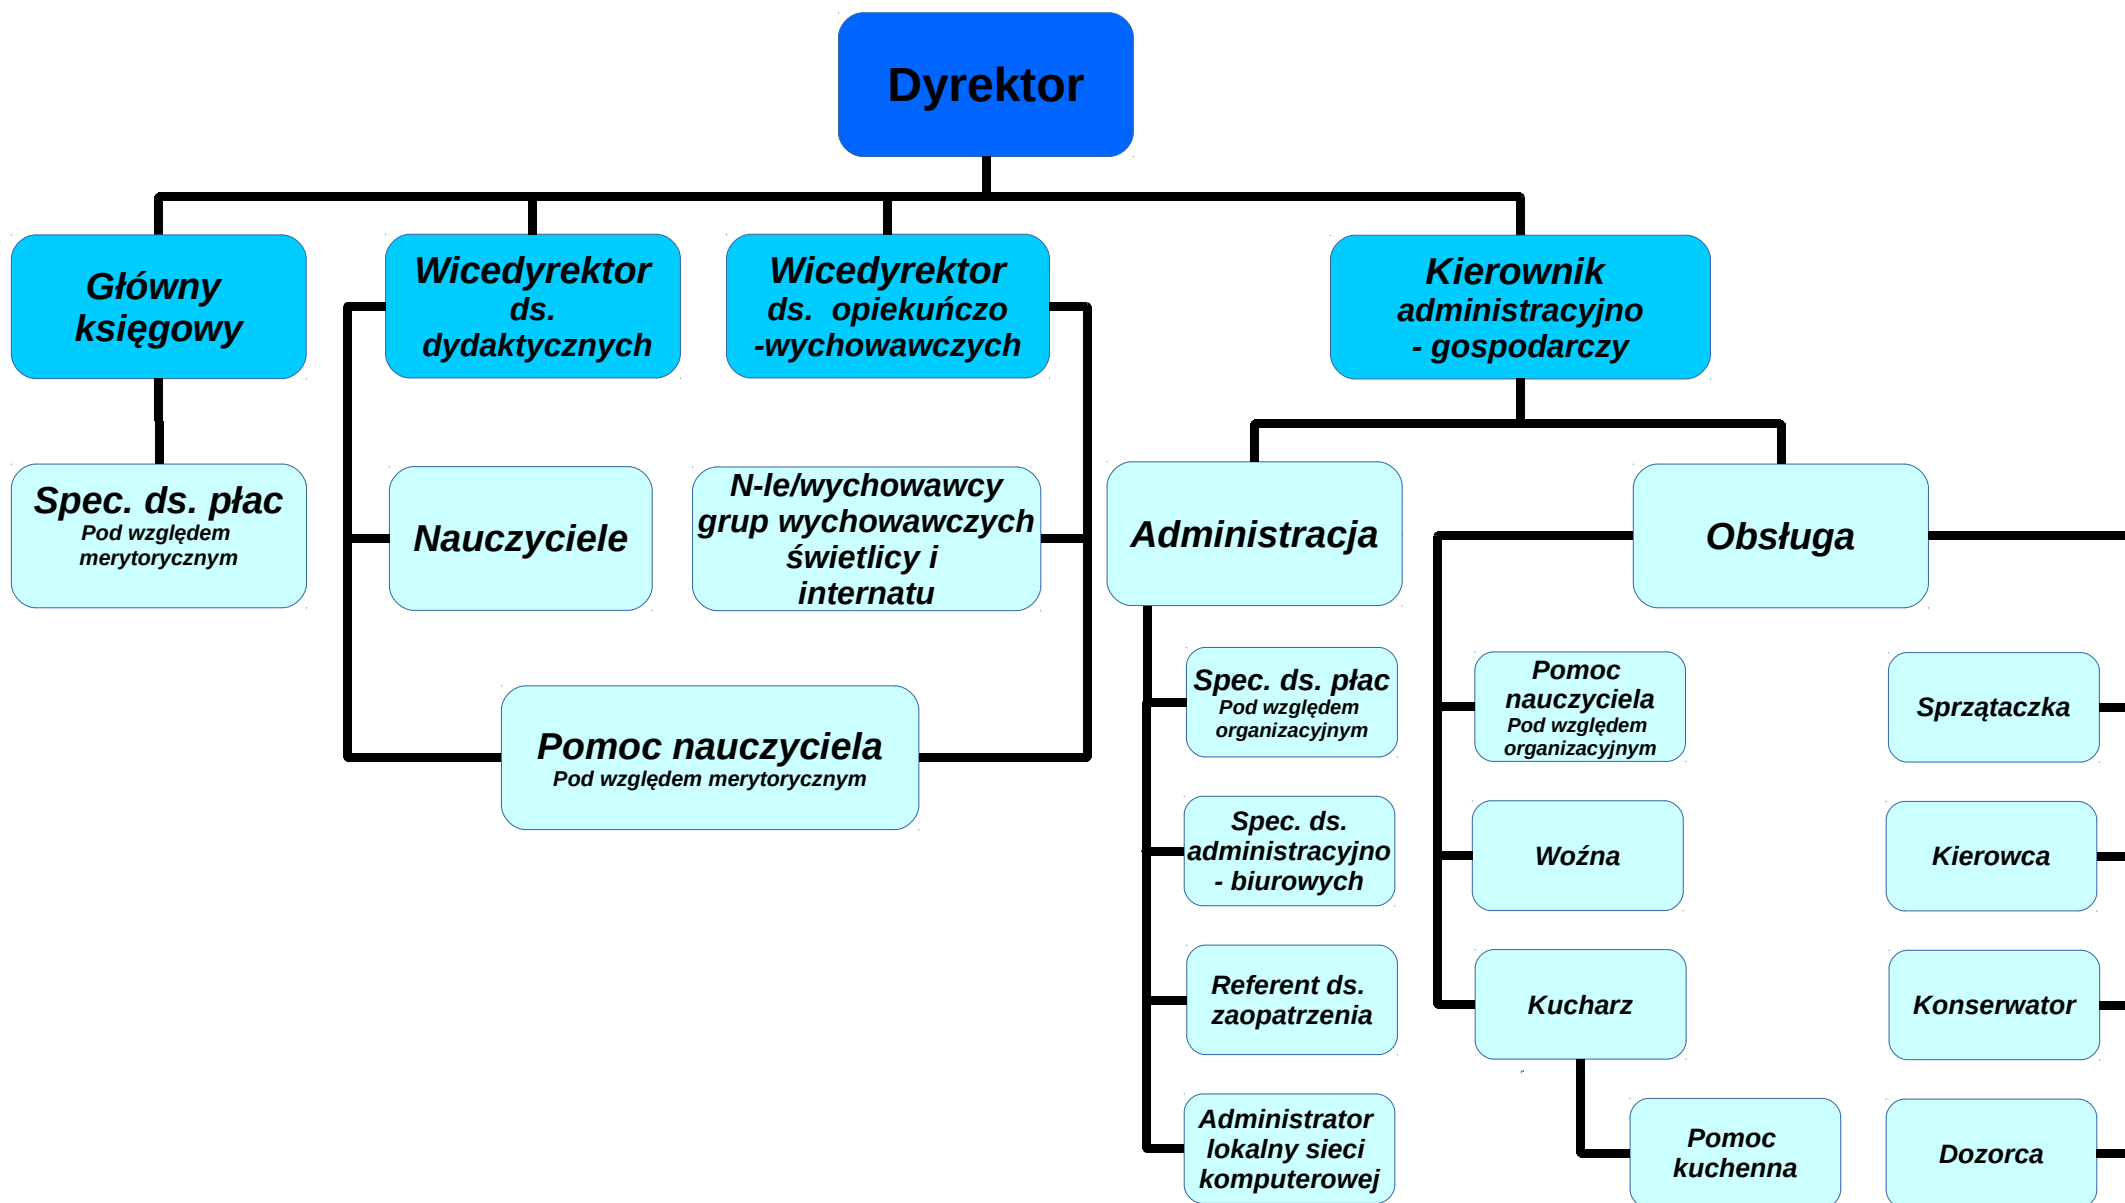 Dyrektor
Główny
księgowy
Wicedyrektor
ds.
dydaktycznych
Wicedyrektor
ds. opiekuńczo
-wychowawczych
Kierownik
administracyjno
- gospodarczy
Spec. ds. płac
Pod względem
merytorycznym
Nauczyciele
N-le/wychowawcy
grup wychowawczych
świetlicy i
internatu
Administracja
Obsługa
Pomoc nauczyciela
Pod względem merytorycznym
Spec. ds. płac
Pod względem
organizacyjnym
Spec. ds.
administracyjno
- biurowych
Referent ds.
zaopatrzenia
Administrator
lokalny sieci
komputerowej
Pomoc
nauczyciela
Pod względem
organizacyjnym
Woźna
Kucharz
Pomoc
kuchenna
Sprzątaczka
Kierowca
Konserwator
Dozorca